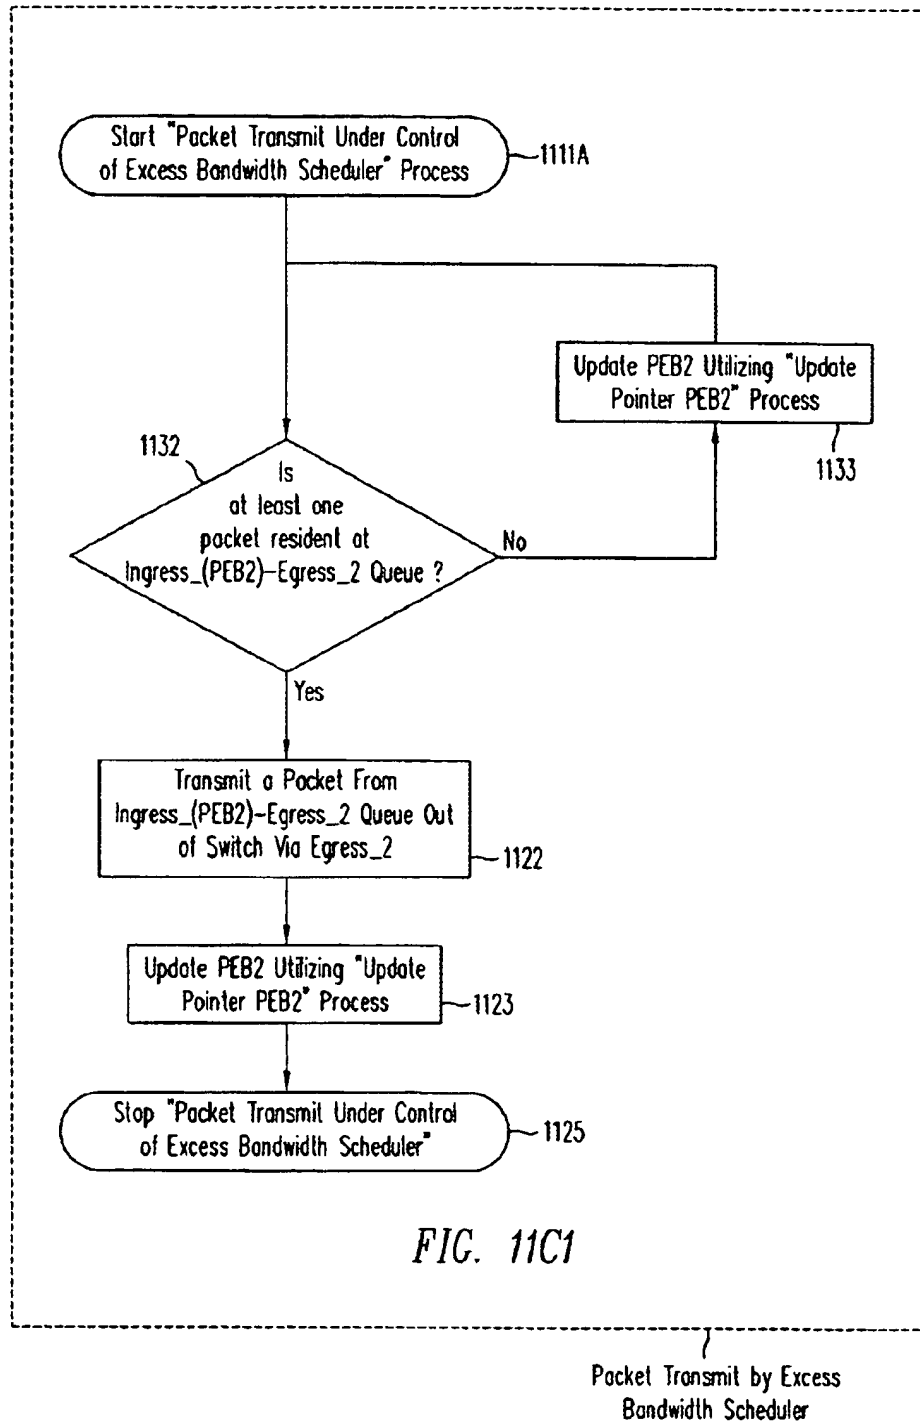 Start "Packet Transmit Under Control
of Excess Bandwidth Scheduler" Process
1111A
Update PEB2 Utilizing "Update
Pointer PEB2" Process
1133
1132
Is
at least one
packet resident at
Ingress_(PEB2)-Egress_2 Queue ?
No
Yes
Transmit a Packet From
Ingress_(PEB2)-Egress_2 Queue Out
of Switch Via Egress_2
1122
Update PEB2 Utilizing "Update
Pointer PEB2" Process
1123
Stop "Packet Transmit Under Control
of Excess Bandwidth Scheduler"
1125
FIG. 11C1
Packet Transmit by Excess
Bandwidth Scheduler